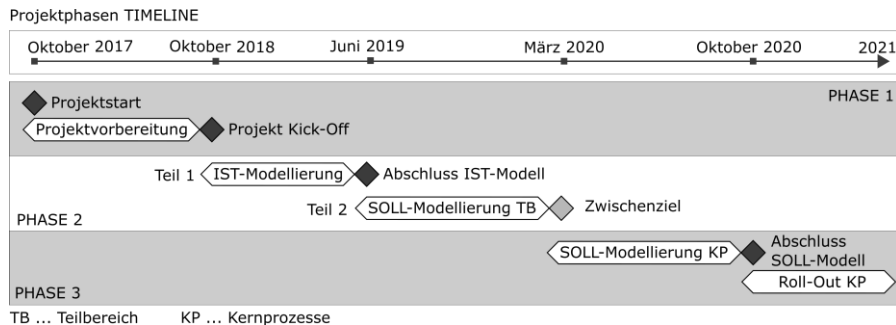 Projektphasen TIMELINE
Oktober 2017 Oktober 2018 Juni 2019 März 2020 Oktober 2020 2021
Projektstart PHASE 1
Projektvorbereitung Projekt Kick-Off
Teil 1 IST-Modellierung Abschluss IST-Modell
Teil 2 SOLL-Modellierung TB Zwischenziel
PHASE 2
SOLL-Modellierung KP Abschluss
SOLL-Modell
Roll-Out KP
PHASE 3
TB ... Teilbereich KP ... Kernprozesse